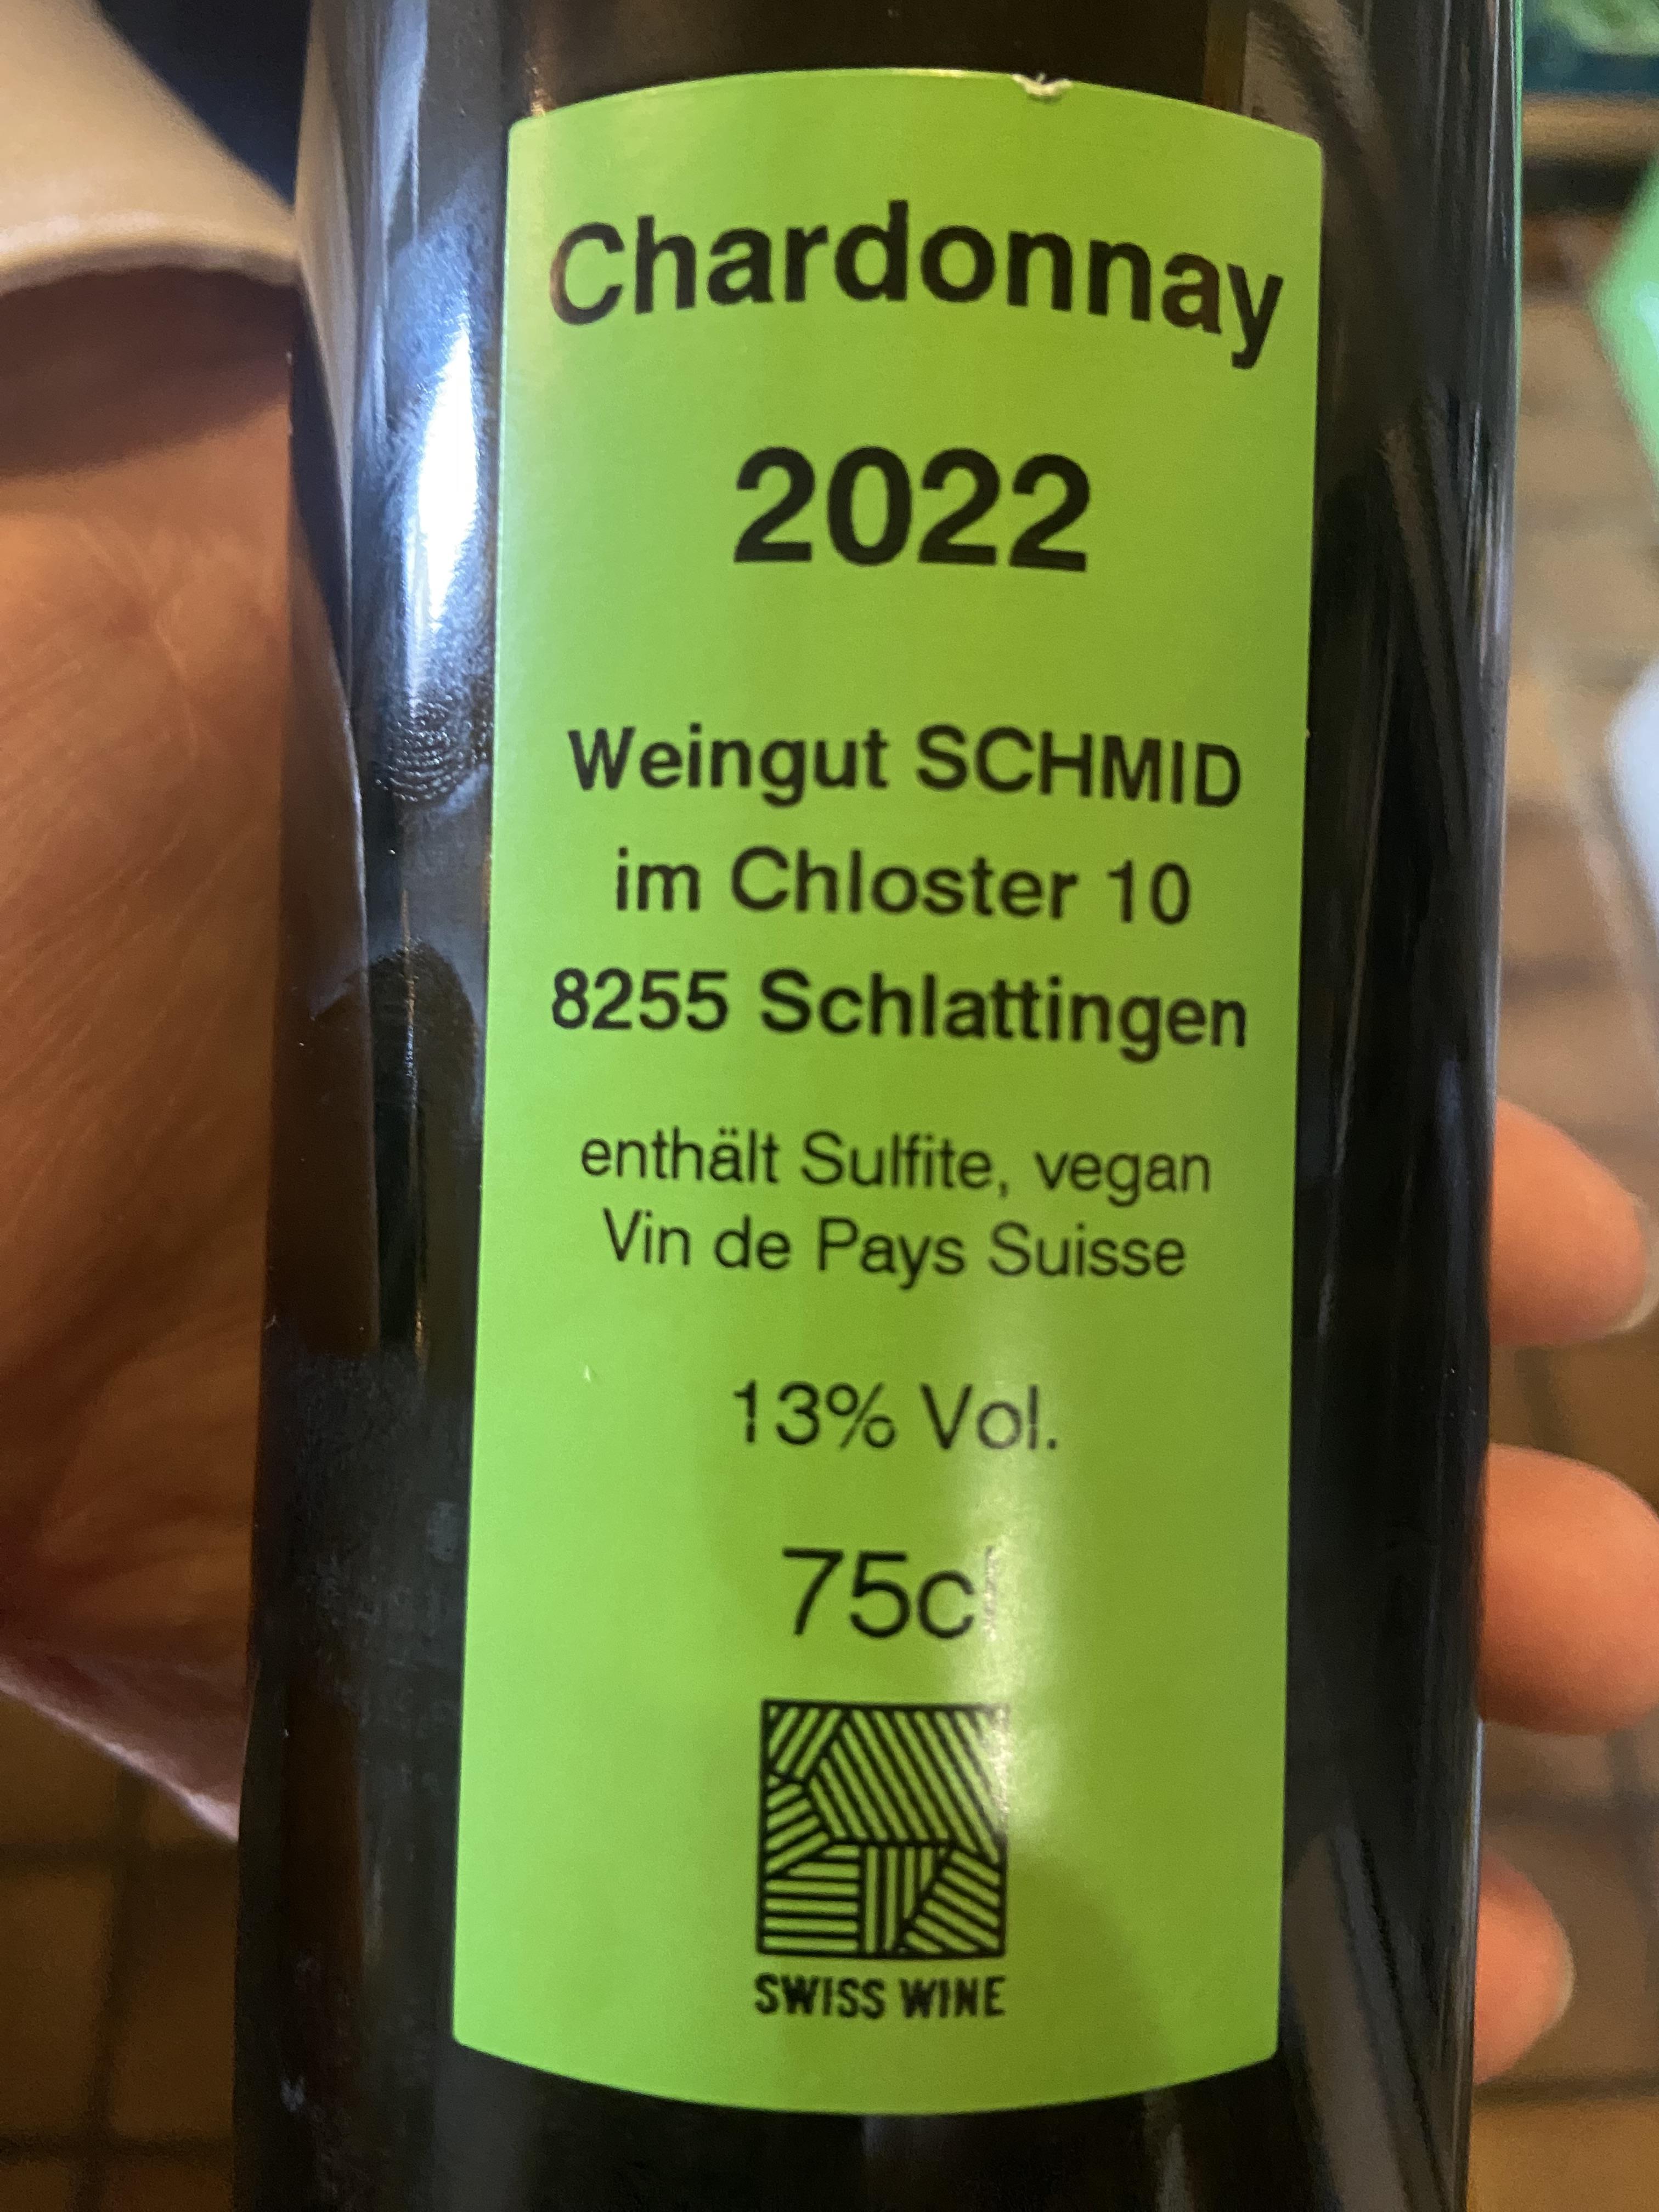 Chardonnay
2022
Weingut SCHMID
im Chloster 10
8255 Schlattingen
enthält Sulfite, vegan
Vin de Pays Suisse
13% Vol.
75cl
SWISS WINE